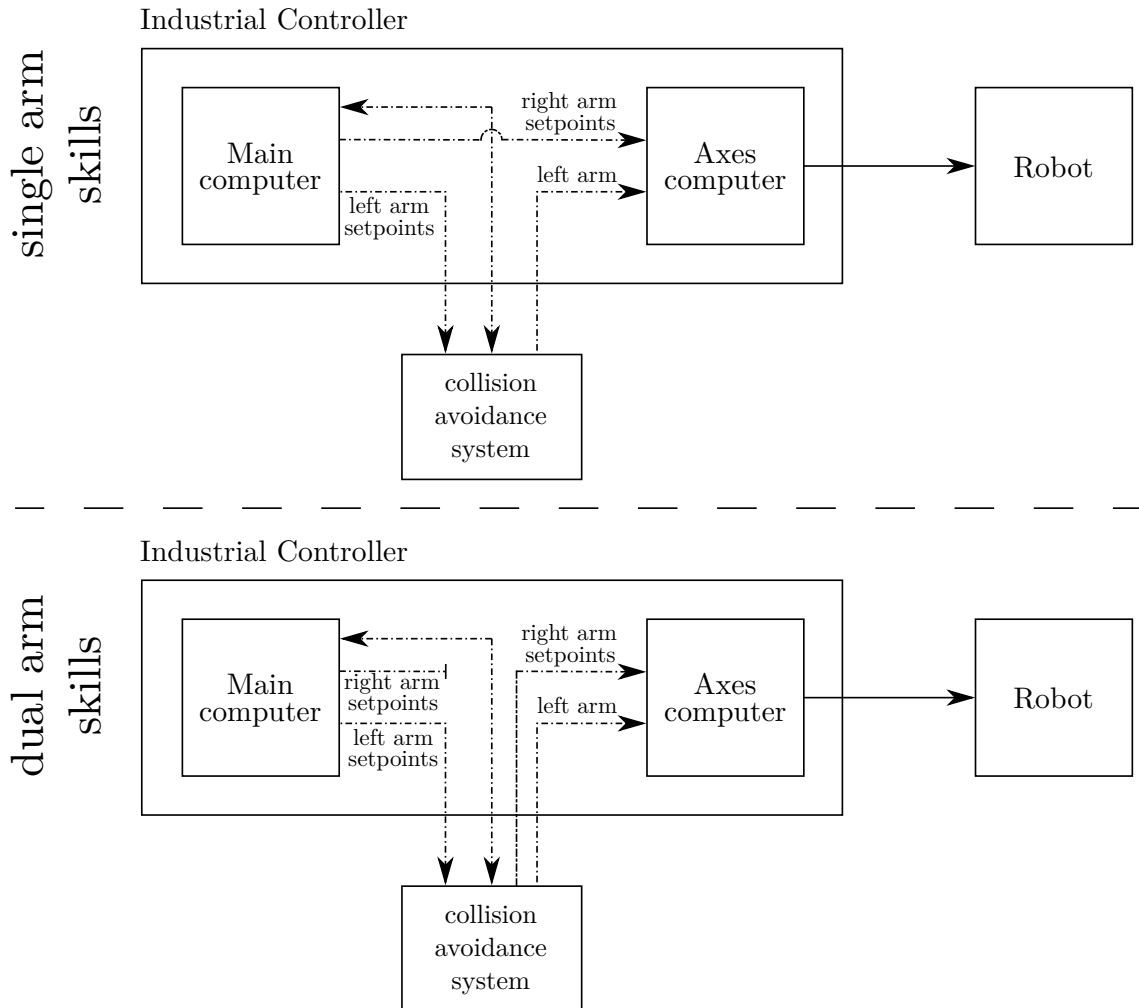 Industrial Controller
single arm
skills
Main
computer
right arm
setpoints
left arm
left arm
setpoints
Axes
computer
Robot
collision
avoidance
system
Industrial Controller
dual arm
skills
Main
computer
right arm
setpoints
right arm
setpoints
left arm
left arm
setpoints
Axes
computer
Robot
collision
avoidance
system